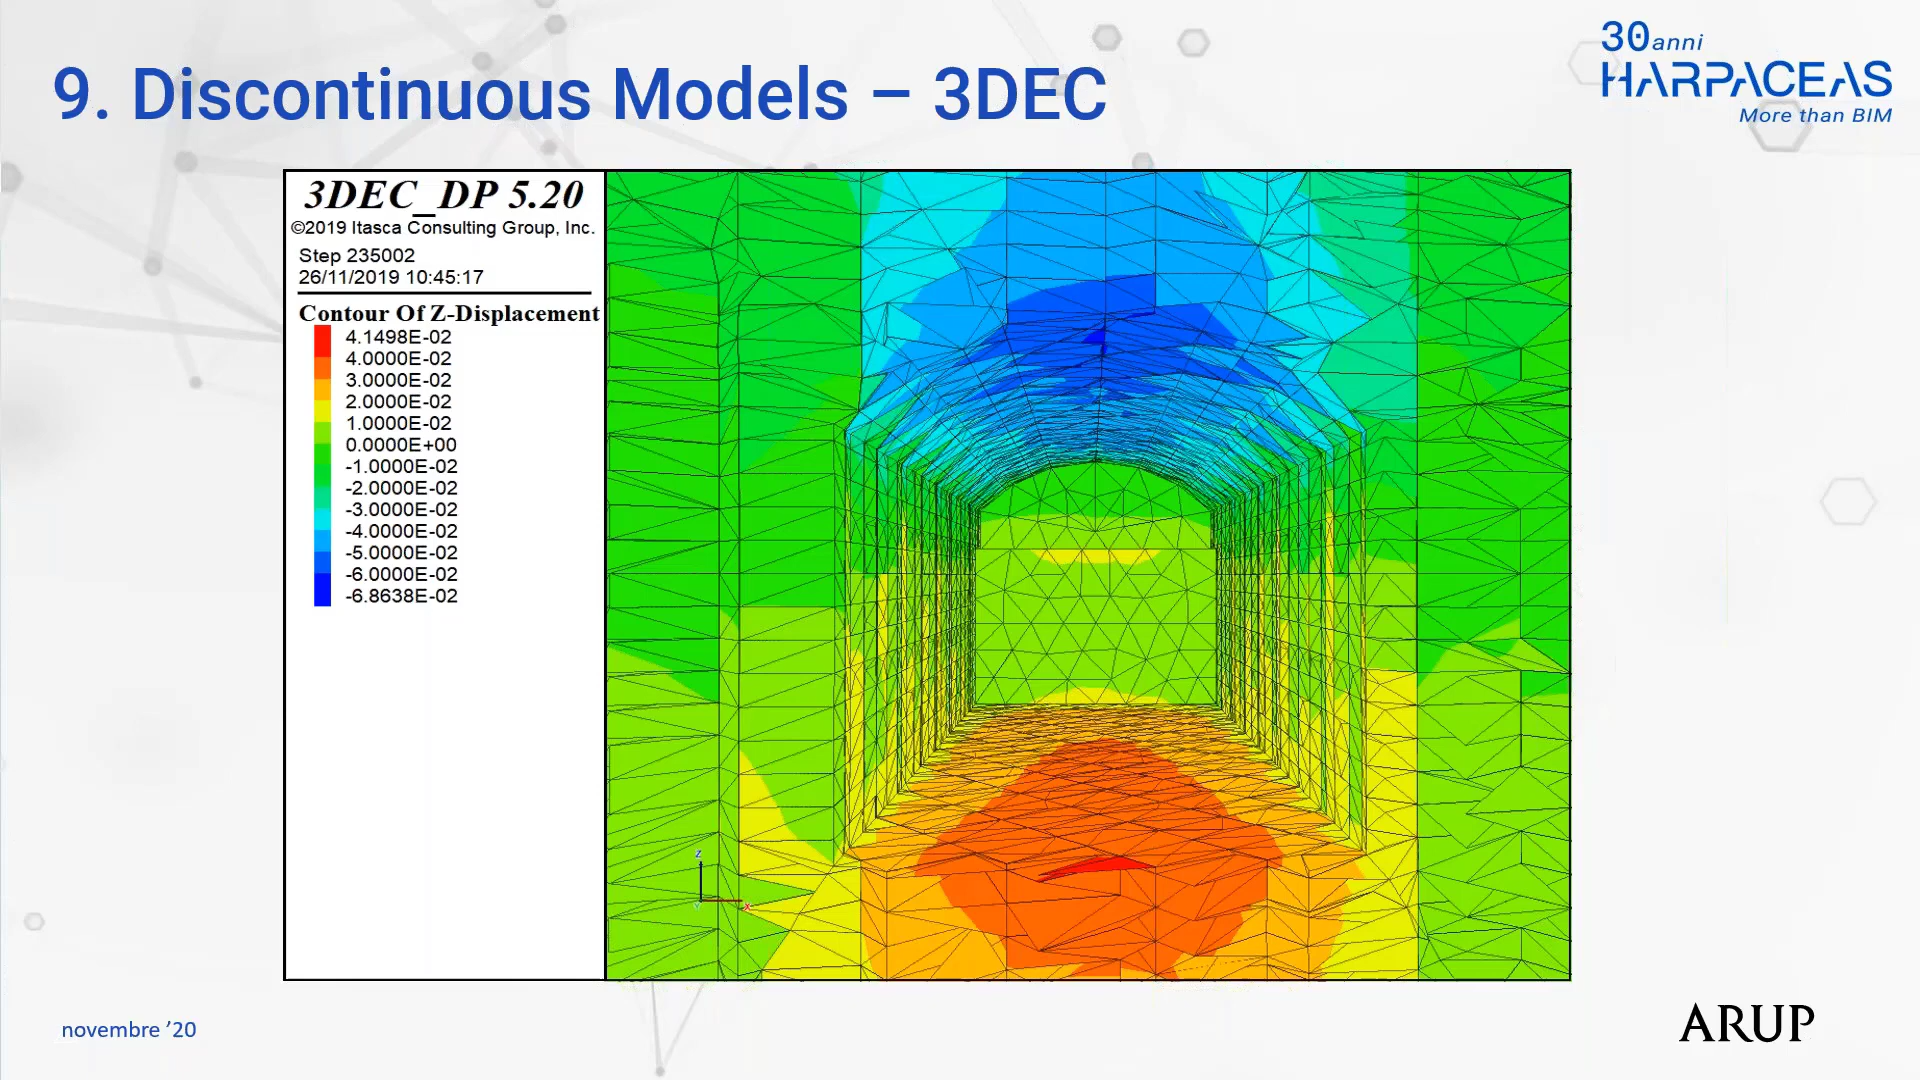 9. Discontinuous Models – 3DEC
30anni
HARPACEAS
More than BIM
3DEC_DP 5.20
©2019 Itasca Consulting Group, Inc.
Step 235002
26/11/2019 10:45:17
Contour Of Z-Displacement
4.1498E-02
4.0000E-02
3.0000E-02
2.0000E-02
1.0000E-02
0.0000E+00
-1.0000E-02
-2.0000E-02
-3.0000E-02
-4.0000E-02
-5.0000E-02
-6.0000E-02
-6.8638E-02
Z
Y X
novembre ’20
ARUP